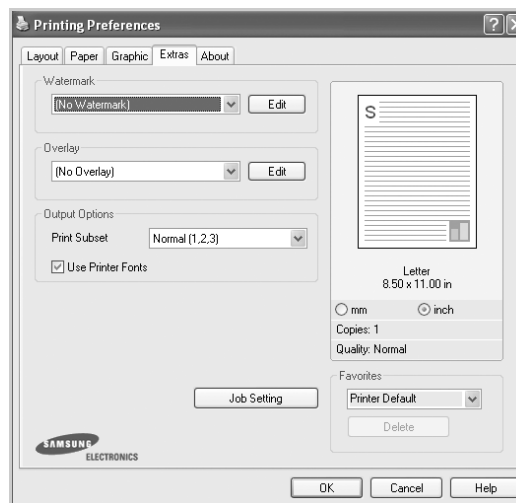 Printing Preferences
Layout Paper Graphic Extras About
Watermark
(No Watermark) Edit
Overlay
(No Overlay) Edit
Output Options
Print Subset Normal (1,2,3)
Use Printer Fonts
Job Setting
SAMSUNG
ELECTRONICS
S
Letter
8.50 x 11.00 in
mm inch
Copies: 1
Quality: Normal
Favorites
Printer Default
Delete
OK Cancel Help